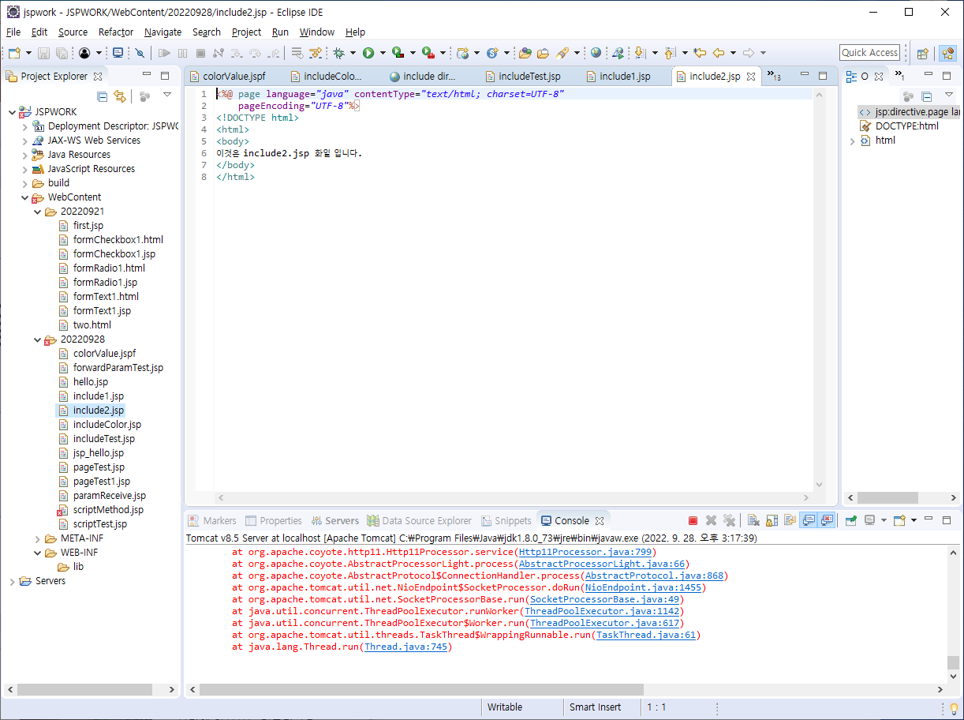 jspwork - JSPWORK/WebContent/20220928/include2.jsp - Eclipse IDE
File Edit Source Refactor Navigate Search Project Run Window Help
Quick Access
Project Explorer
colorValue.jspf includeColo... include dir... includeTest.jsp include1.jsp include2.jsp »13
O »1
JSPWORK
Deployment Descriptor: JSPWC
JAX-WS Web Services
Java Resources
JavaScript Resources
build
WebContent
20220921
first.jsp
formCheckbox1.html
formCheckbox1.jsp
formRadio1.html
formRadio1.jsp
formText1.html
formText1.jsp
two.html
20220928
colorValue.jspf
forwardParamTest.jsp
hello.jsp
include1.jsp
include2.jsp
includeColor.jsp
includeTest.jsp
jsp_hello.jsp
pageTest.jsp
pageTest1.jsp
paramReceive.jsp
scriptMethod.jsp
scriptTest.jsp
META-INF
WEB-INF
lib
Servers
1 <%@ page language="java" contentType="text/html; charset=UTF-8"
2 pageEncoding="UTF-8"%>
3 <!DOCTYPE html>
4 <html>
5 <body>
6 이것은 include2.jsp 화일 입니다.
7 </body>
8 </html>
jsp:directive.page lan
DOCTYPE:html
html
Markers Properties Servers Data Source Explorer Snippets Console
Tomcat v8.5 Server at localhost [Apache Tomcat] C:₩Program Files₩Java₩jdk1.8.0_73₩jre₩bin₩javaw.exe (2022. 9. 28. 오후 3:17:39)
at org.apache.coyote.http11.Http11Processor.service(Http11Processor.java:799)
at org.apache.coyote.AbstractProcessorLight.process(AbstractProcessorLight.java:66)
at org.apache.coyote.AbstractProtocol$ConnectionHandler.process(AbstractProtocol.java:868)
at org.apache.tomcat.util.net.NioEndpoint$SocketProcessor.doRun(NioEndpoint.java:1455)
at org.apache.tomcat.util.net.SocketProcessorBase.run(SocketProcessorBase.java:49)
at java.util.concurrent.ThreadPoolExecutor.runWorker(ThreadPoolExecutor.java:1142)
at java.util.concurrent.ThreadPoolExecutor$Worker.run(ThreadPoolExecutor.java:617)
at org.apache.tomcat.util.threads.TaskThread$WrappingRunnable.run(TaskThread.java:61)
at java.lang.Thread.run(Thread.java:745)
Writable Smart Insert 1 : 1